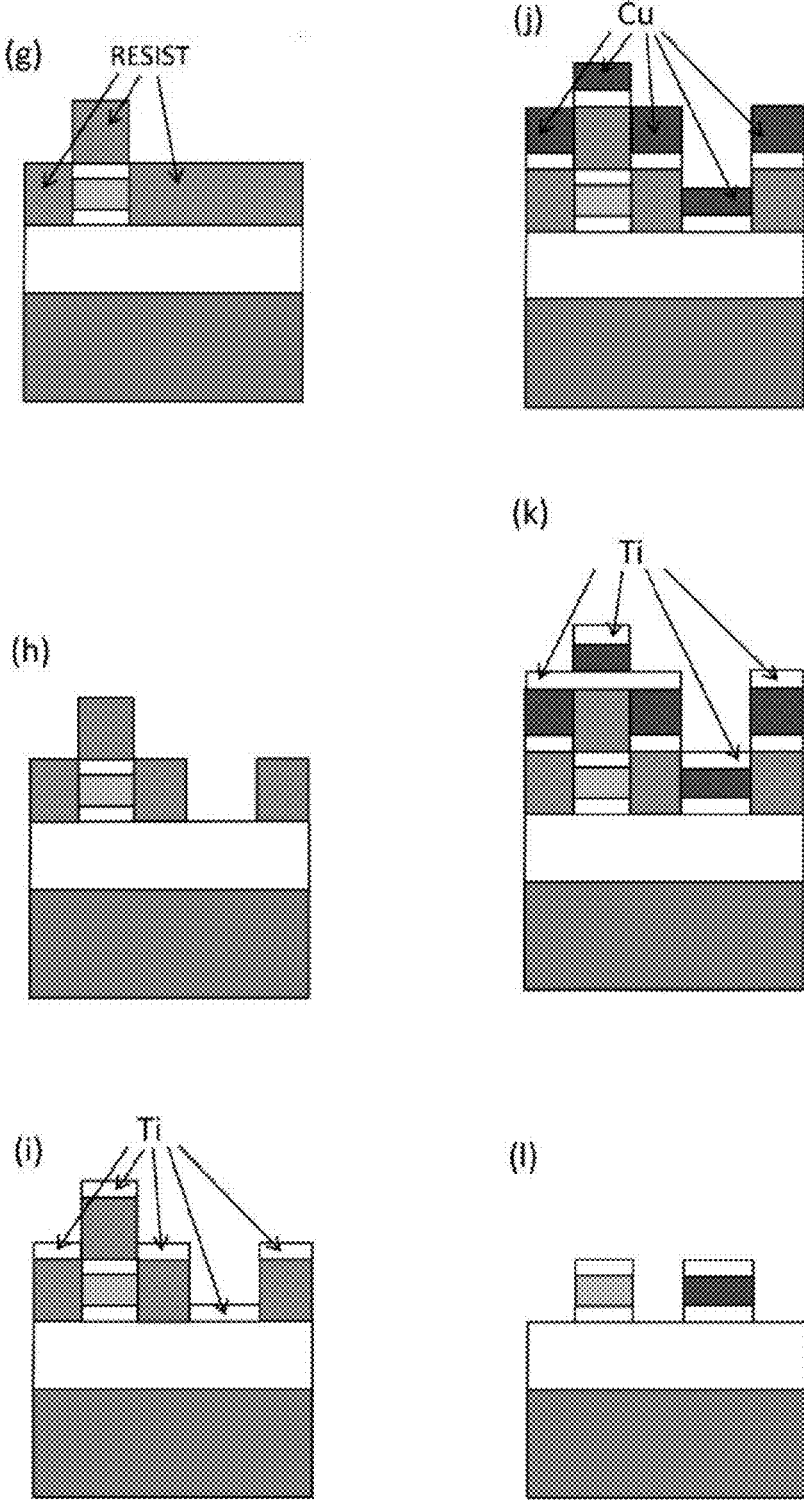 (g)
RESIST
(h)
(i)
Ti
(j)
Cu
(k)
Ti
(l)